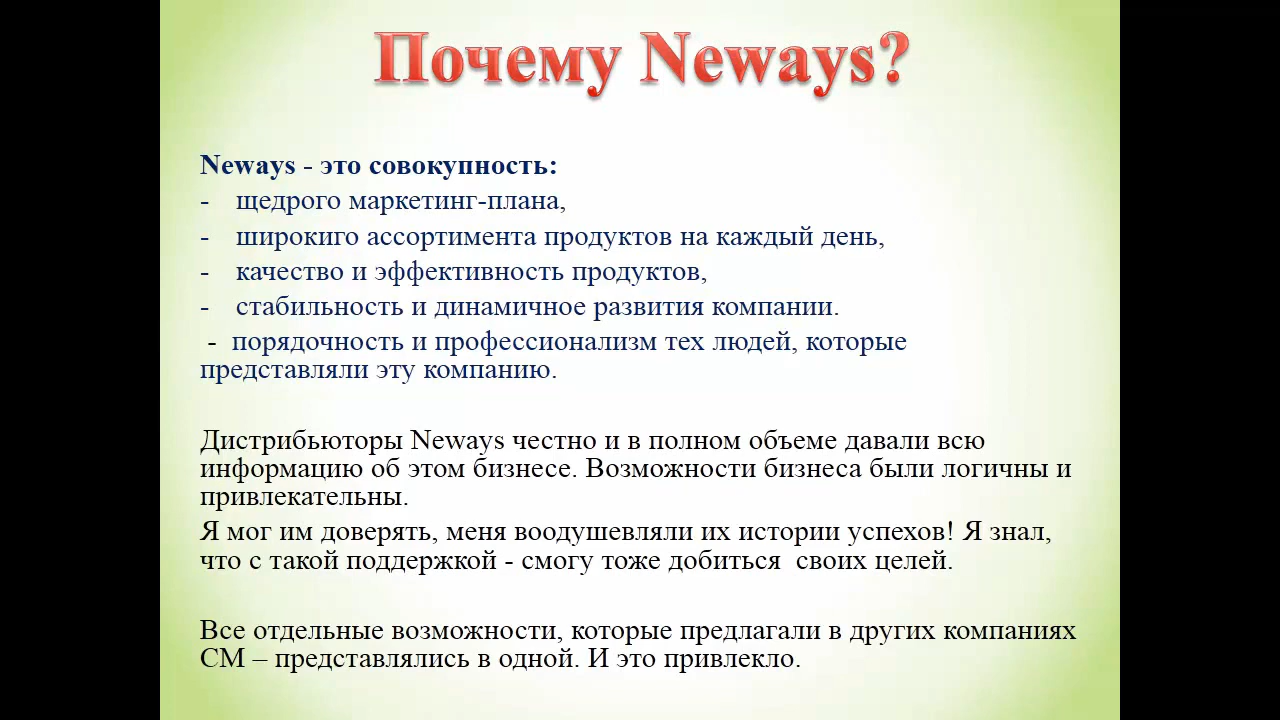 Почему Neways?
Neways - это совокупность:
- щедрого маркетинг-плана,
- широкиго ассортимента продуктов на каждый день,
- качество и эффективность продуктов,
- стабильность и динамичное развития компании.
- порядочность и профессионализм тех людей, которые
представляли эту компанию.
Дистрибьюторы Neways честно и в полном объеме давали всю
информацию об этом бизнесе. Возможности бизнеса были логичны и
привлекательны.
Я мог им доверять, меня воодушевляли их истории успехов! Я знал,
что с такой поддержкой - смогу тоже добиться своих целей.
Все отдельные возможности, которые предлагали в других компаниях
СМ – представлялись в одной. И это привлекло.